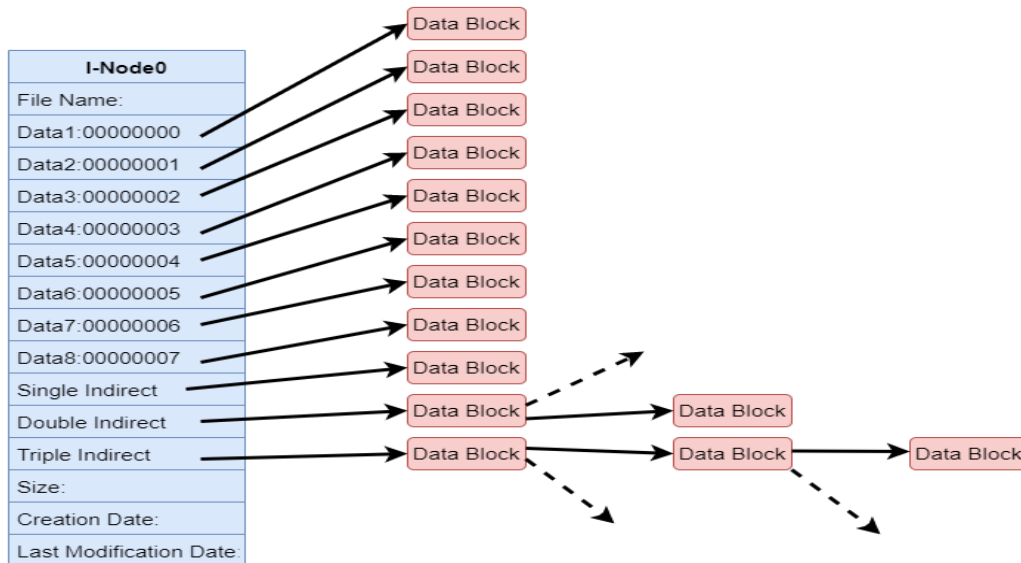 Data Block
I-Node0
Data Block
File Name:
Data Block
Data1:00000000
Data Block
Data2:00000001
Data Block
Data3:00000002
Data Block
Data4:00000003
Data Block
Data5:00000004
Data Block
Data6:00000005
Data Block
Data7:00000006
Data Block
Data8:00000007
Single Indirect
Data Block Data Block
Double Indirect
Data Block Data Block Data Block
Triple Indirect
Size:
Creation Date:
Last Modification Date: